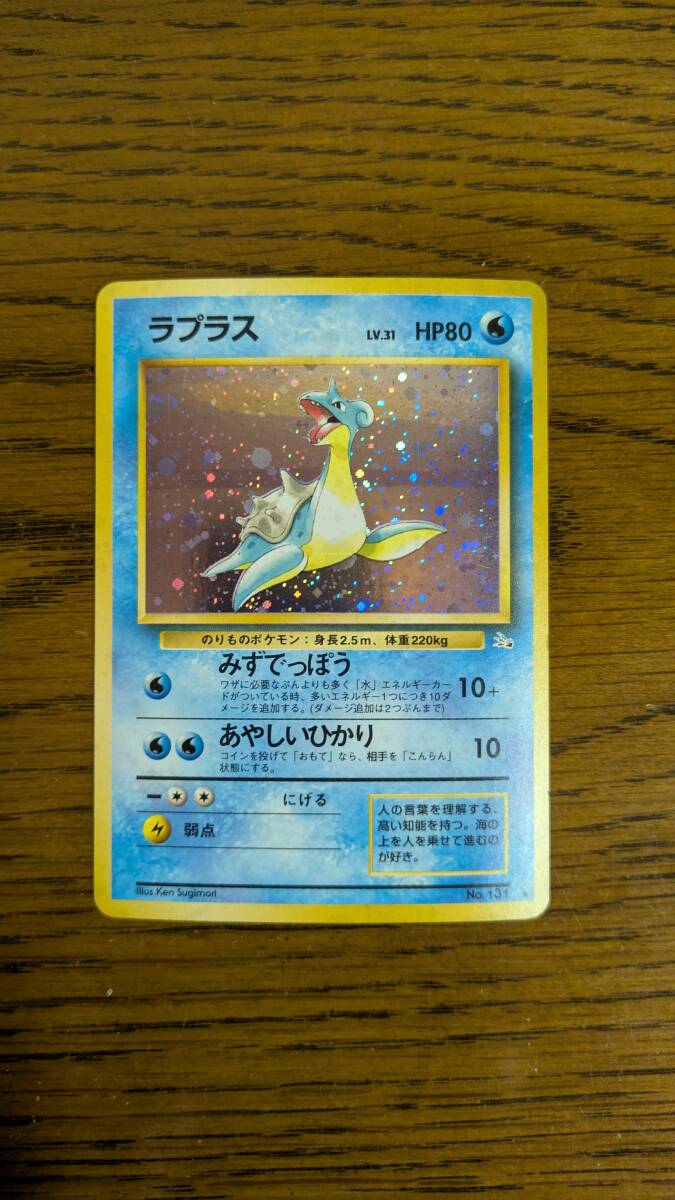 ラプラス LV.31 HP80
のりものポケモン：身長2.5m、体重220kg
みずでっぽう
ワザに必要なぶんよりも多く「水」エネルギーカー
ドがついている時、多いエネルギー1つにつき10ダ
メージを追加する。(ダメージ追加は2つぶんまで)
10+
あやしいひかり
コインを投げて「おもて」なら、相手を「こんらん」
状態にする。
10
にげる
弱点
人の言葉を理解する、
高い知能を持つ。海の
上を人を乗せて進むの
が好き。
Illus. Ken Sugimori No. 131